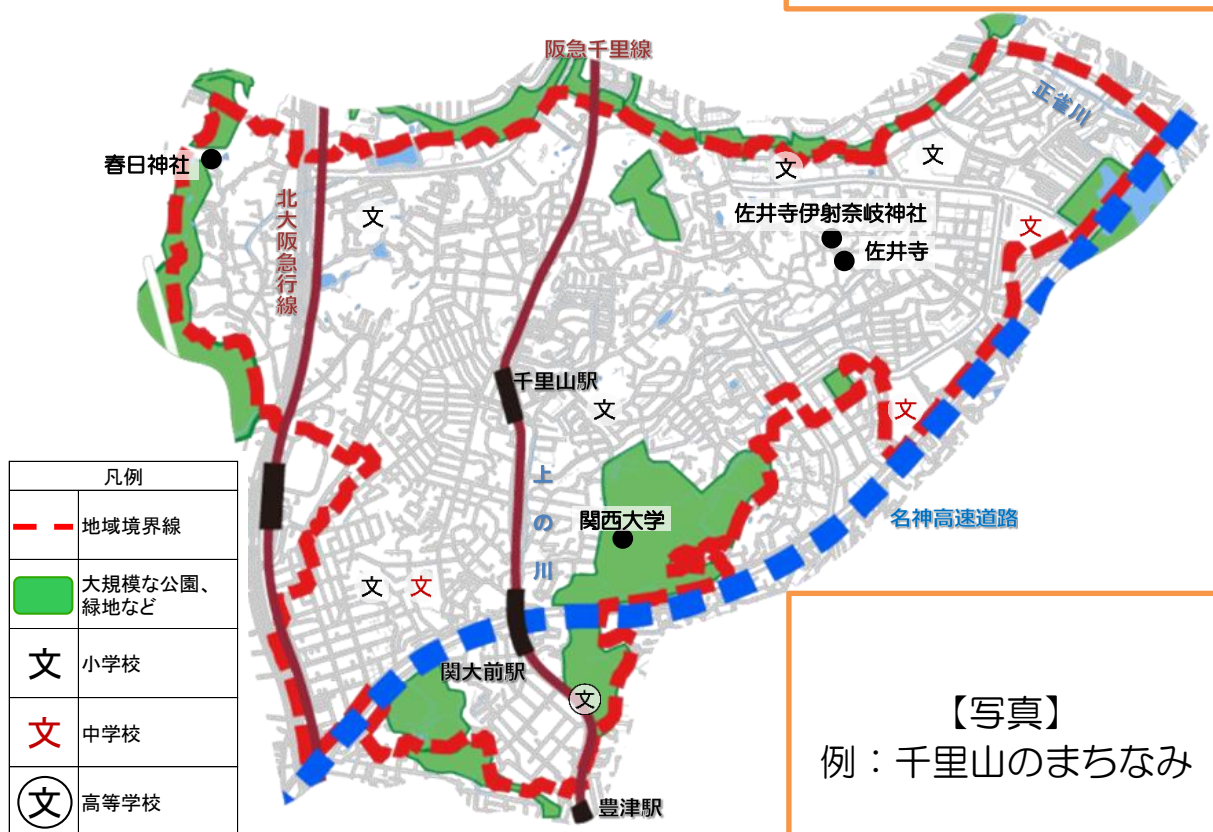 阪急千里線
正雀川
春日神社
文
文
文
北大阪急行線
佐井寺伊射奈岐神社
文
佐井寺
千里山駅
文
文
上の川
関西大学
名神高速道路
文
文
関大前駅
文
豊津駅
凡例
地域境界線
大規模な公園、
緑地など
文
小学校
文
中学校
文
高等学校
【写真】
例：千里山のまちなみ